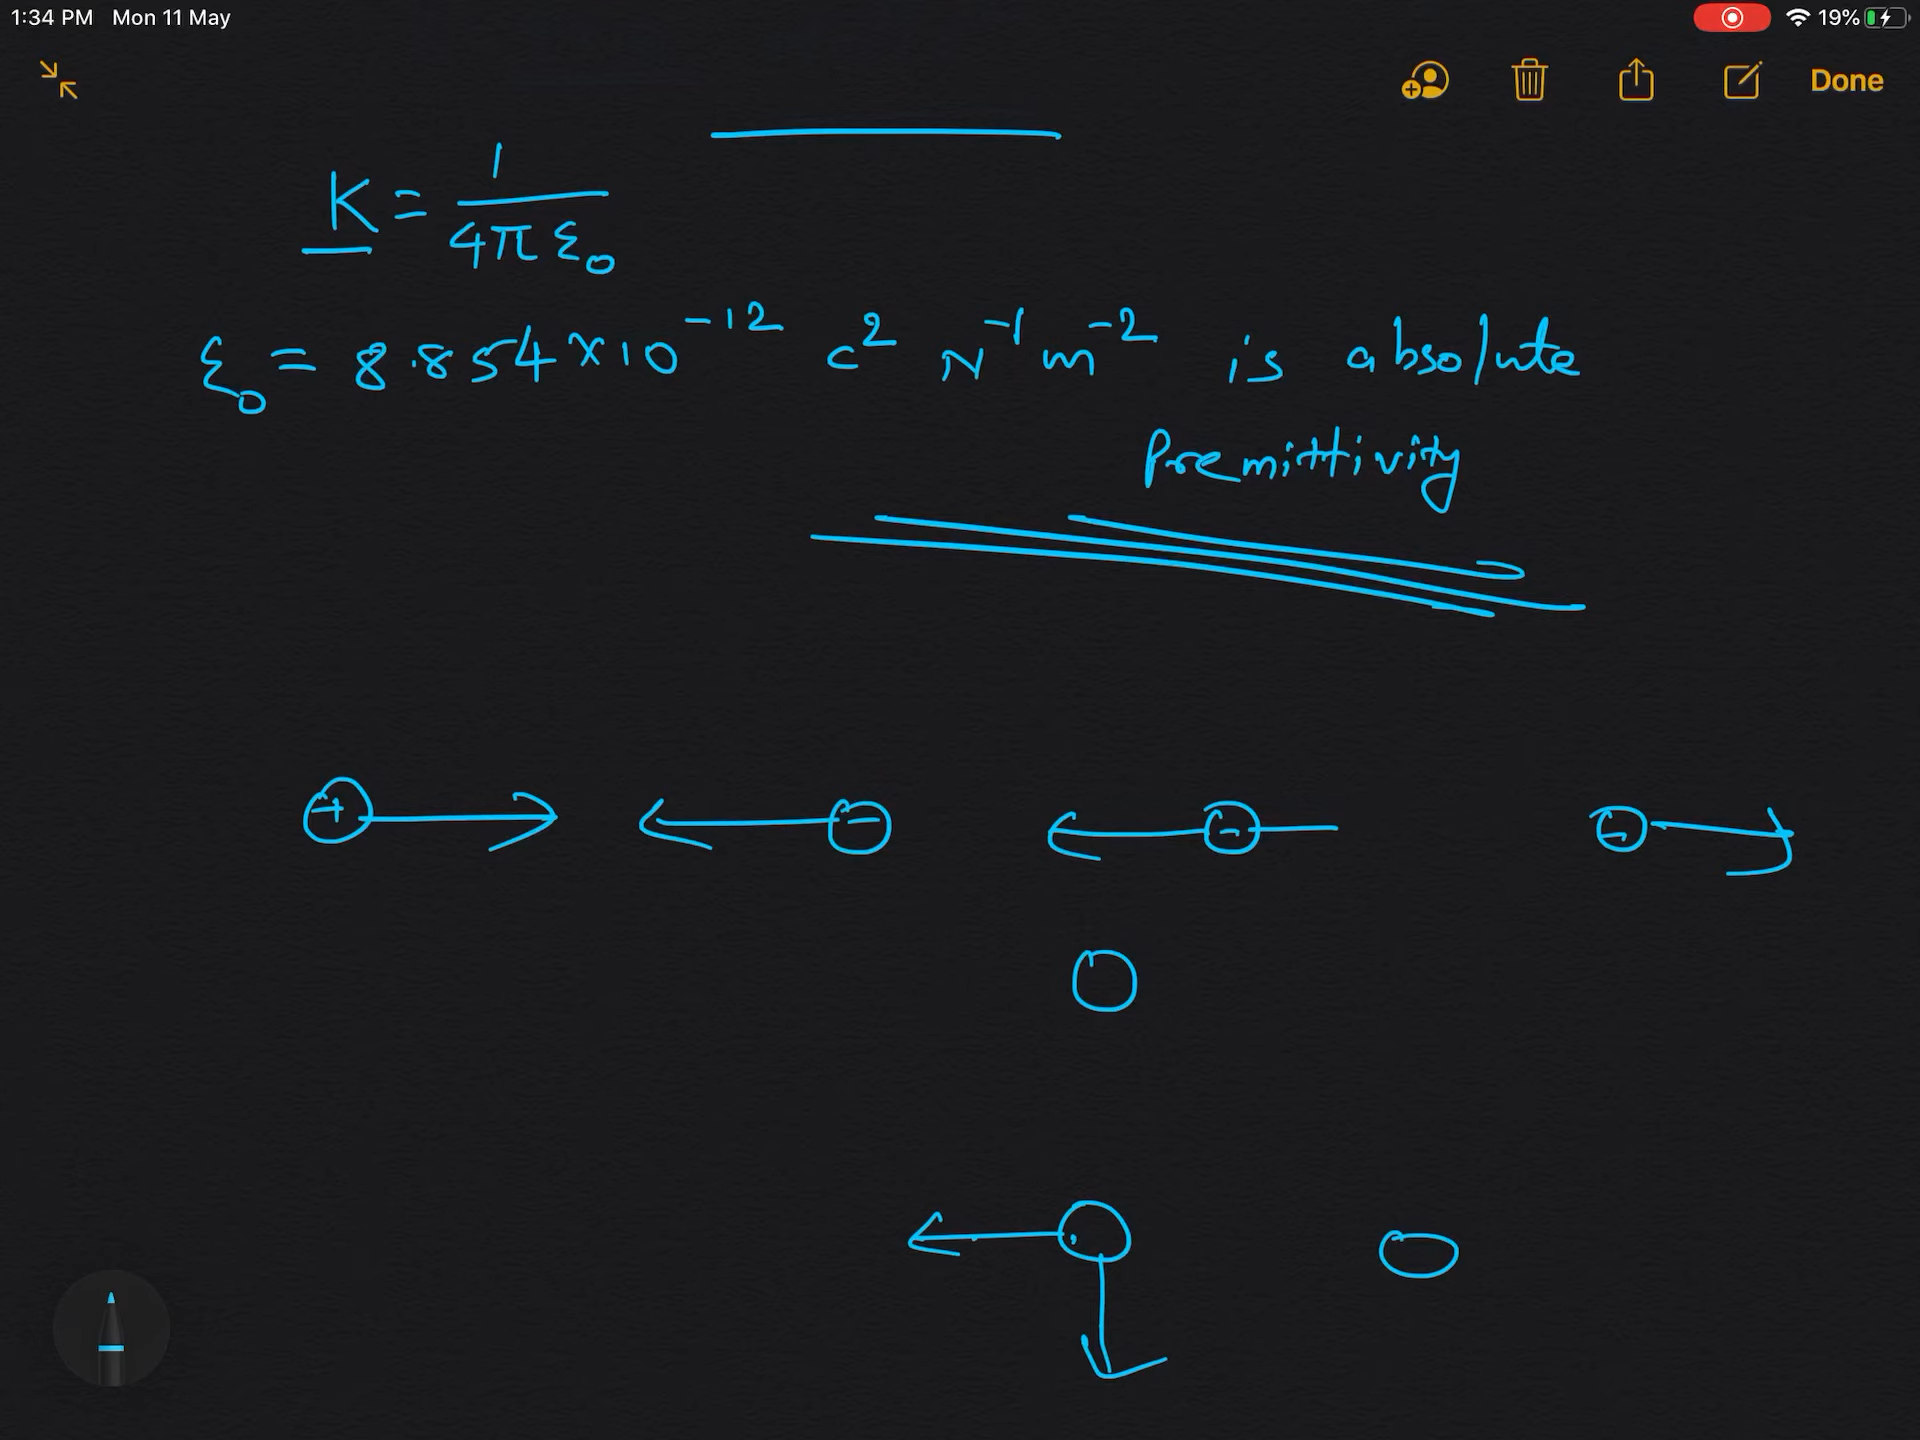 1:34 PM Mon 11 May 19%
Done
K = 1/4πε₀
ε₀ = 8.854 × 10⁻¹² c² N⁻¹ m⁻² is absolute
Premittivity
+ − − −